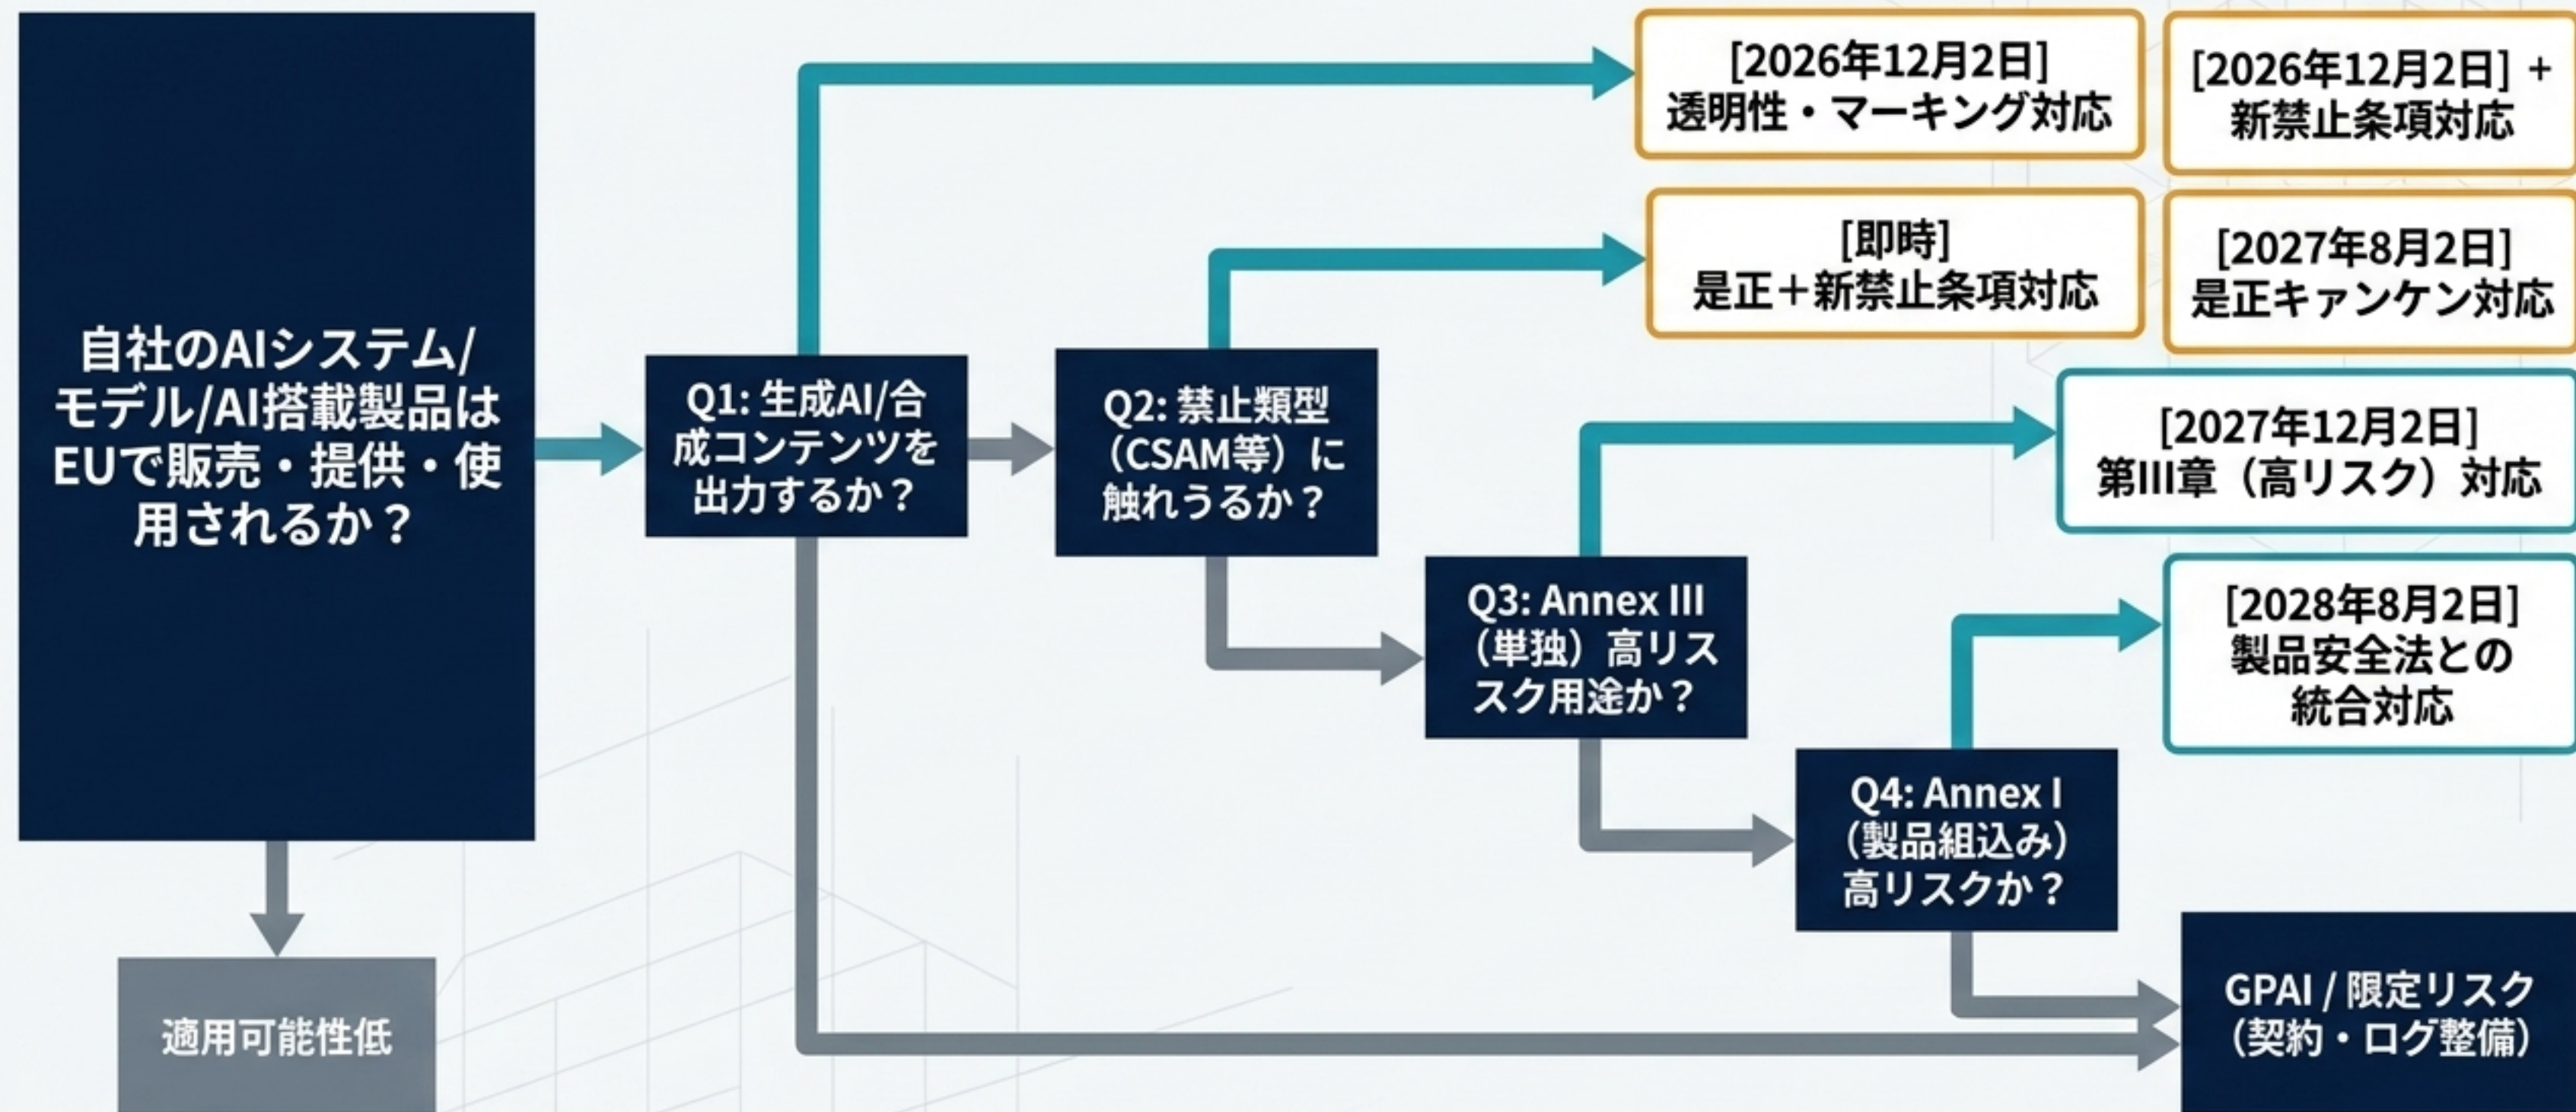 自社のAIシステム/
モデル/AI搭載製品は
EUで販売・提供・使
用されるか？
適用可能性低
Q1: 生成AI/合
成コンテンツを
出力するか？
Q2: 禁止類型
（CSAM等）に
触れうるか？
Q3: Annex III
（単独）高リス
スク用途か？
Q4: Annex I
（製品組込み）
高リスクか？
[2026年12月2日]
透明性・マーキング対応
[2026年12月2日] +
新禁止条項対応
[即時]
是正＋新禁止条項対応
[2027年8月2日]
是正キァンケン対応
[2027年12月2日]
第III章（高リスク）対応
[2028年8月2日]
製品安全法との
統合対応
GPAI / 限定リスク
（契約・ログ整備）